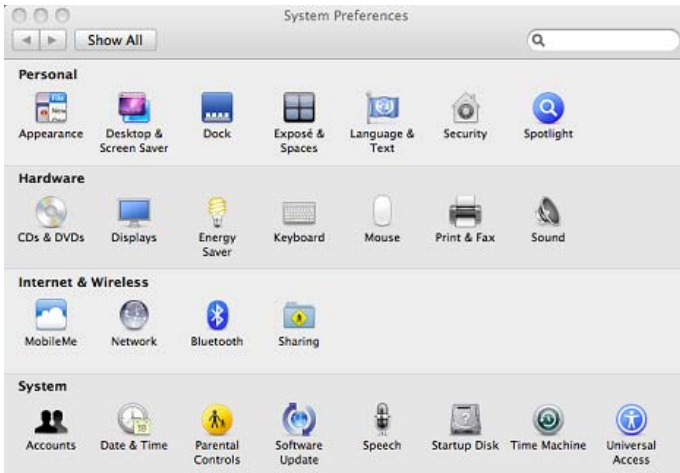 System Preferences
Show All
Personal
Appearance
Desktop &
Screen Saver
Dock
Exposé &
Spaces
Language &
Text
Security
Spotlight
Hardware
CDs & DVDs
Displays
Energy
Saver
Keyboard
Mouse
Print & Fax
Sound
Internet & Wireless
MobileMe
Network
Bluetooth
Sharing
System
Accounts
Date & Time
Parental
Controls
Software
Update
Speech
Startup Disk
Time Machine
Universal
Access